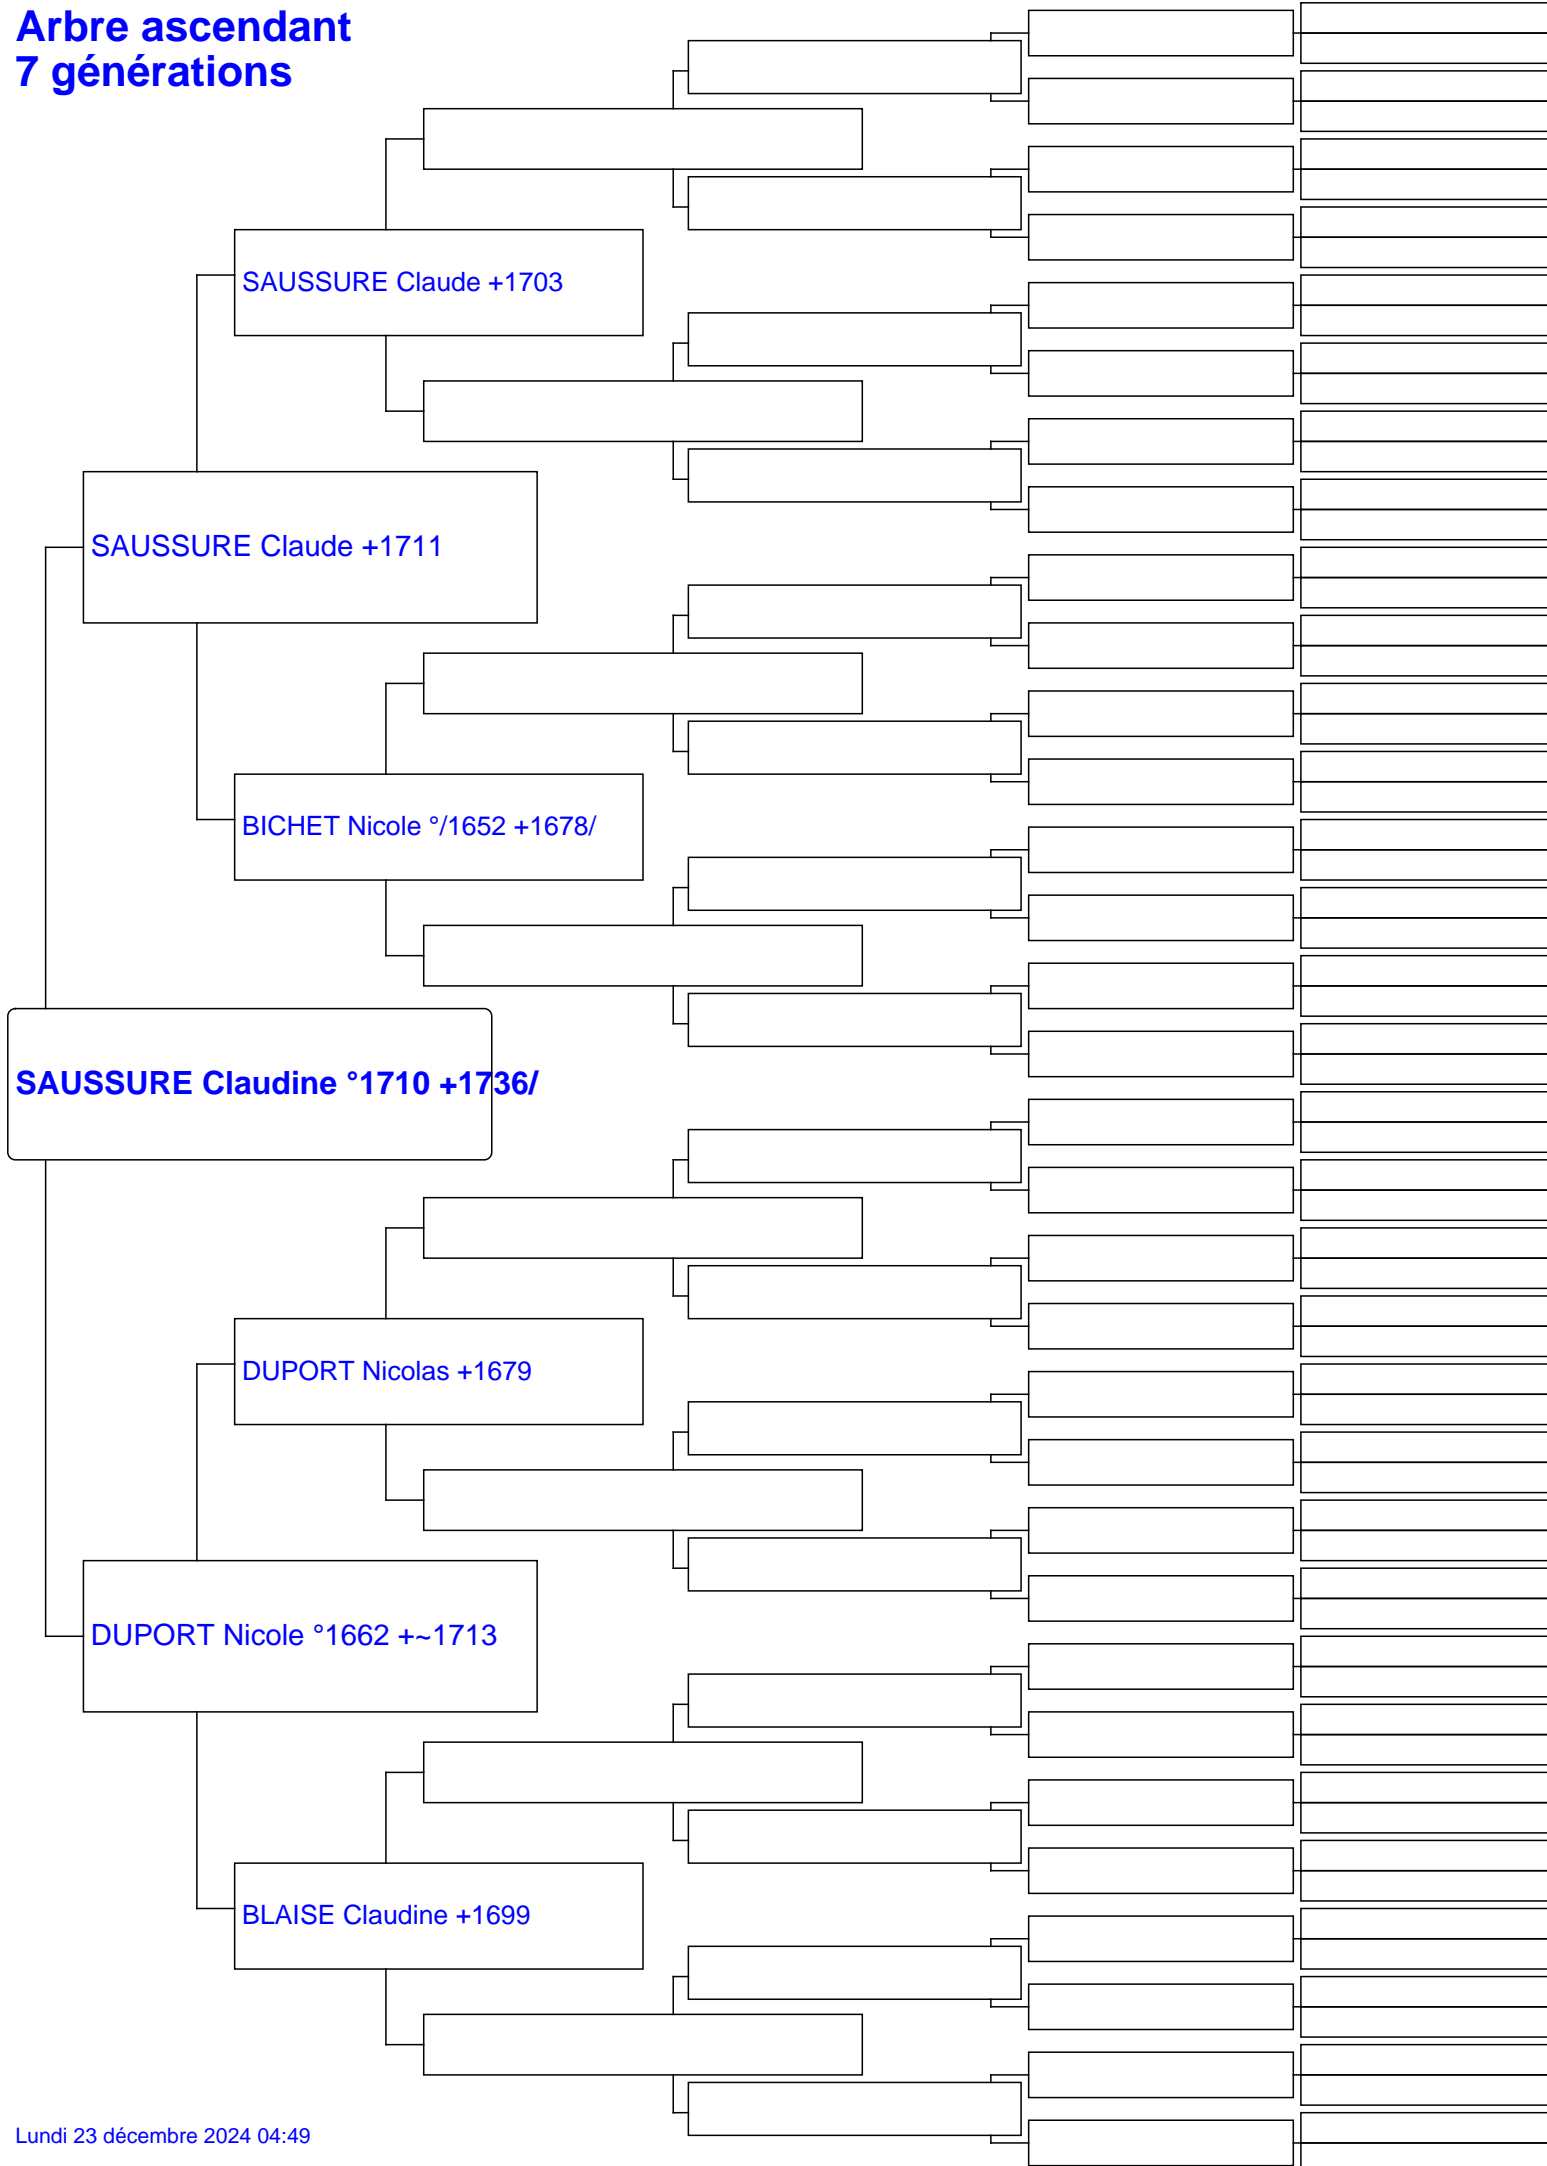 Arbre ascendant
7 générations
SAUSSURE Claude +1703
SAUSSURE Claude +1711
BICHET Nicole °/1652 +1678/
SAUSSURE Claudine °1710 +1736/
DUPORT Nicolas +1679
DUPORT Nicole °1662 +~1713
BLAISE Claudine +1699
Lundi 23 décembre 2024 04:49